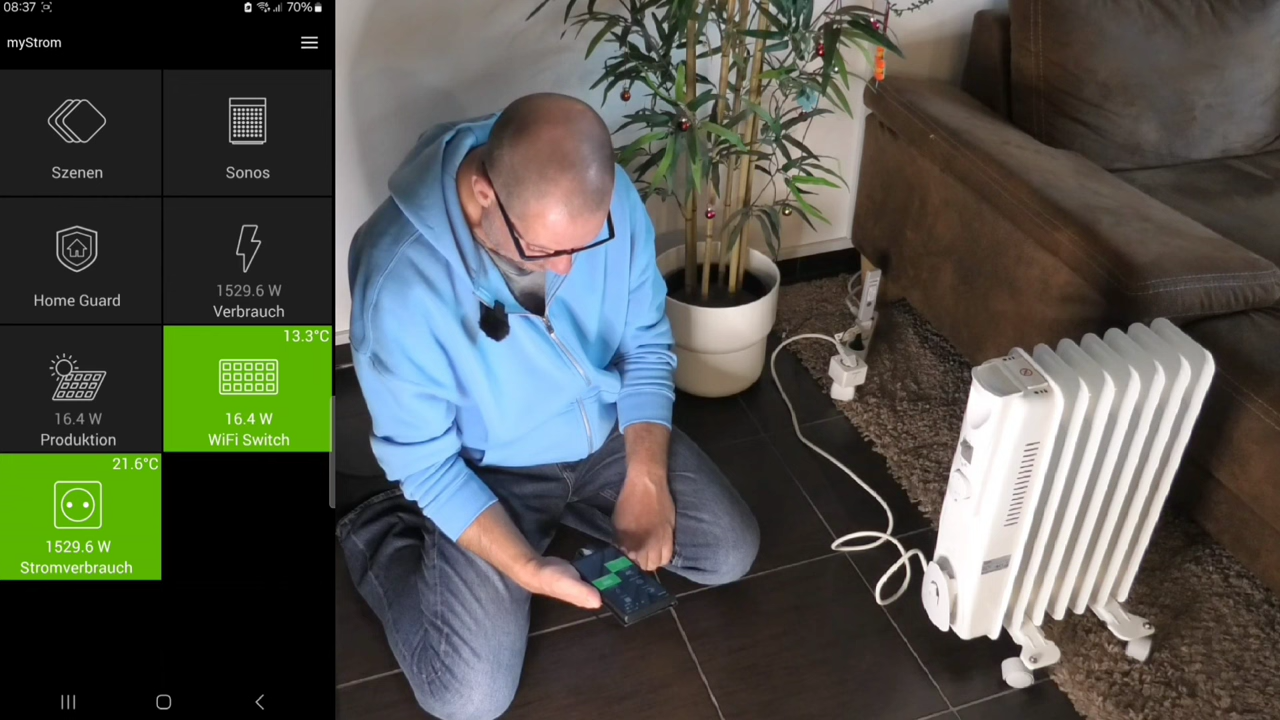 08:37
70%
myStrom
Szenen
Sonos
Home Guard
1529.6 W
Verbrauch
16.4 W
Produktion
13.3°C
16.4 W
WiFi Switch
21.6°C
1529.6 W
Stromverbrauch